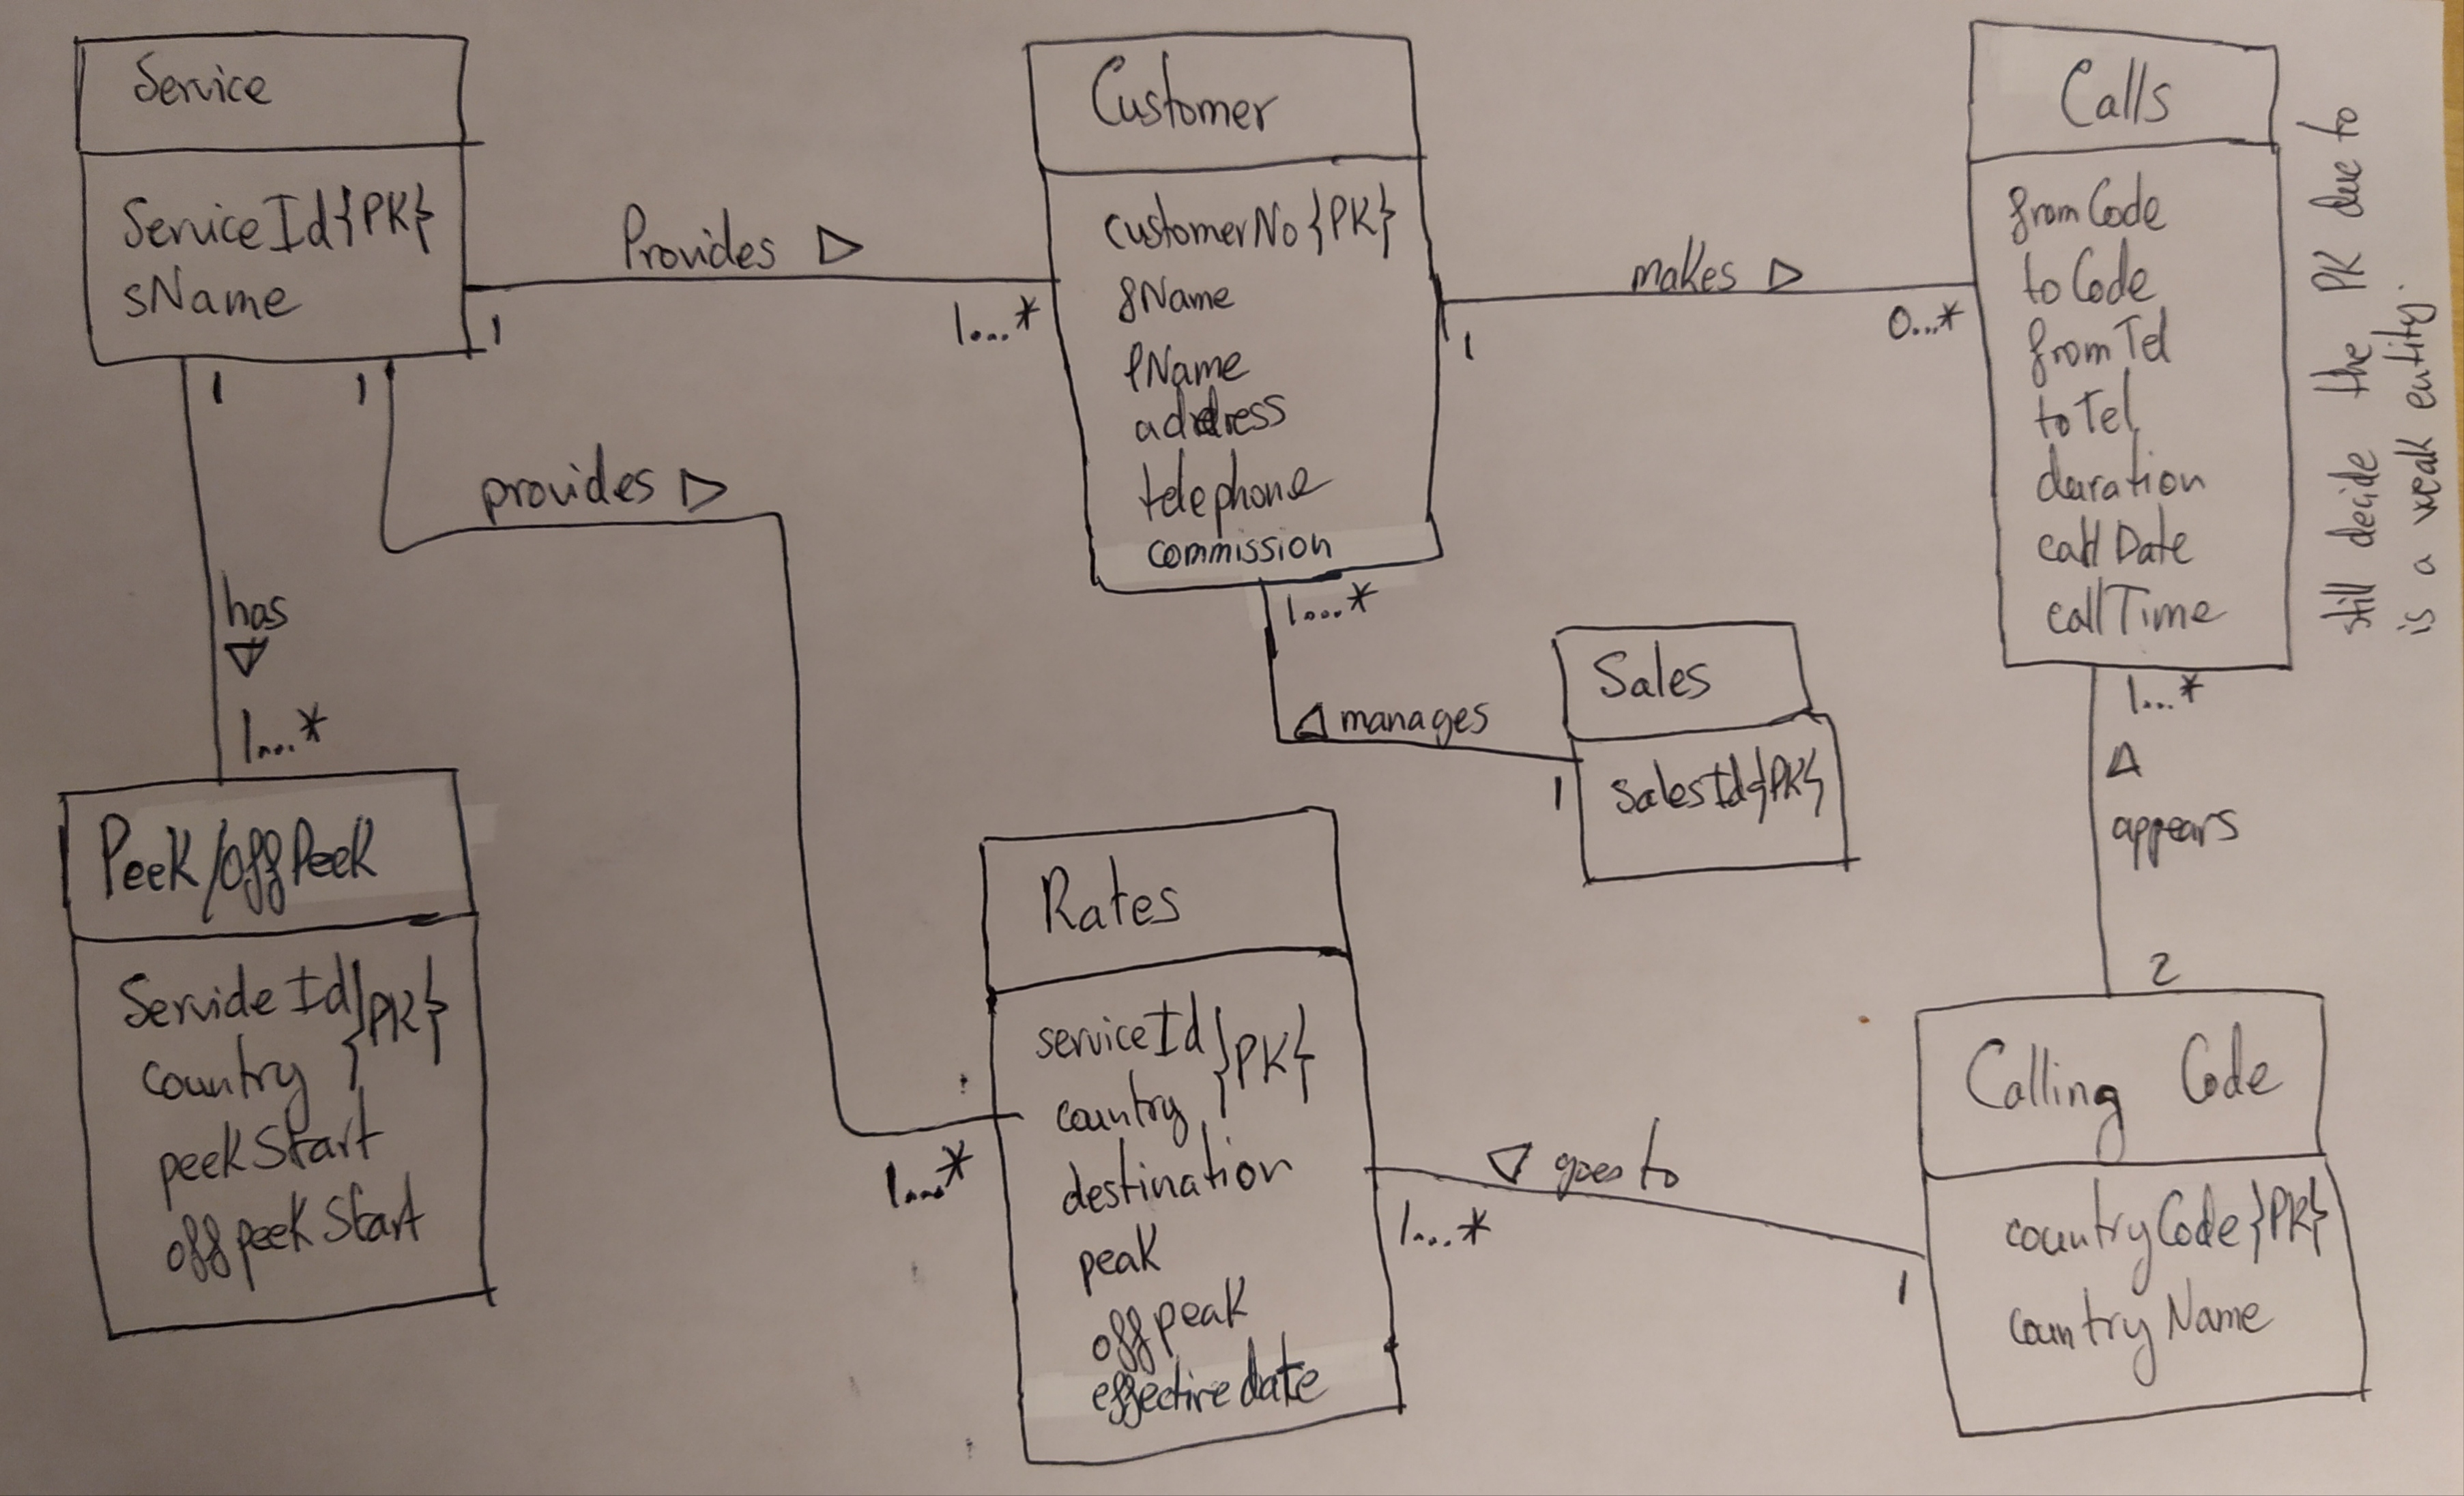 Service
ServiceId{PK}
sName
1
1
1
Provides
1...*
Customer
customerNo{PK}
fName
lName
address
telephone
commission
1
makes
0...*
Calls
fromCode
toCode
fromTel
toTel
duration
callDate
callTime
still decide the PK due to
is a weak entity.
has
1...*
provides
1...*
manages
1
Sales
salesId{PK}
1...*
appears
2
Peek/offPeek
ServideId }PK}
country
peekStart
offpeekStart
Rates
serviceId }PK}
country
destination
peak
offpeak
effectivedate
1...*
1...*
goes to
1
Calling Code
countryCode}PK}
countryName